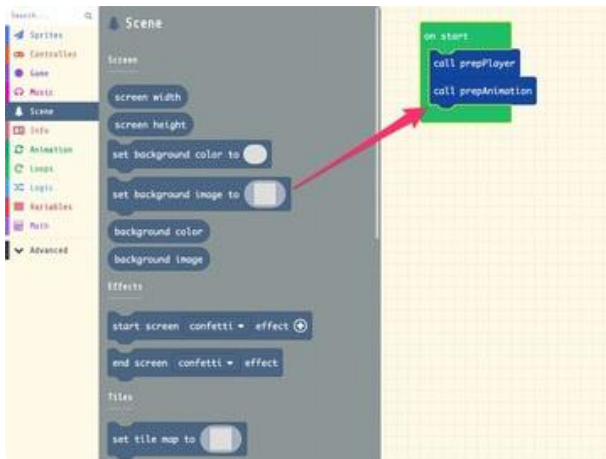 Search...
Sprites
Controller
Game
Music
Scene
Info
Animation
Loops
Logic
Variables
Math
Advanced
Scene
Screen
screen width
screen height
set background color to
set background image to
background color
background image
Effects
start screen confetti effect
end screen confetti effect
Tiles
set tile map to
on start
call prepPlayer
call prepAnimation